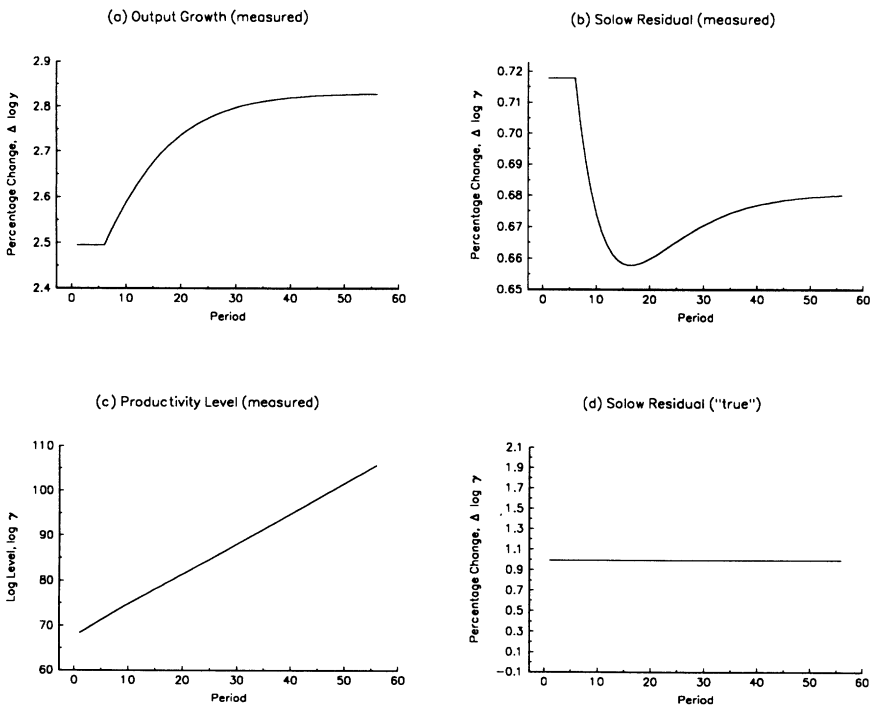 (a) Output Growth (measured)
Percentage Change, Δ log y
2.9
2.8
2.7
2.6
2.5
2.4
0 10 20 30 40 50 60
Period
(b) Solow Residual (measured)
Percentage Change, Δ log γ
0.72
0.71
0.70
0.69
0.68
0.67
0.66
0.65
0 10 20 30 40 50 60
Period
(c) Productivity Level (measured)
Log Level, log γ
110
100
90
80
70
60
0 10 20 30 40 50 60
Period
(d) Solow Residual ("true")
Percentage Change, Δ log γ
2.1
1.9
1.7
1.5
1.3
1.1
0.9
0.7
0.5
0.3
0.1
−0.1
0 10 20 30 40 50 60
Period